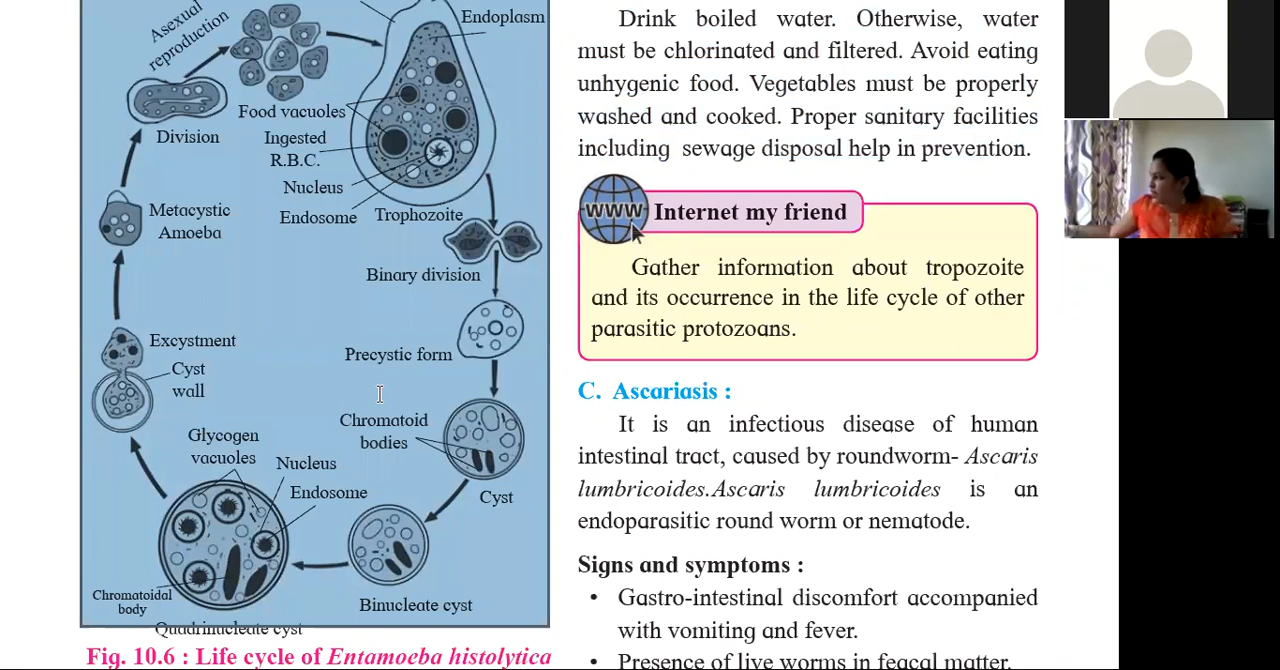 Asexual
reproduction
Endoplasm
Food vacuoles
Ingested
R.B.C.
Nucleus
Endosome
Trophozoite
Division
Metacystic
Amoeba
Binary division
Excystment
Cyst
wall
Precystic form
Chromatoid
bodies
Glycogen
vacuoles
Nucleus
Endosome
Cyst
Chromatoidal
body
Binucleate cyst
Quadrinucleate cyst
Fig. 10.6 : Life cycle of Entamoeba histolytica
Drink boiled water. Otherwise, water
must be chlorinated and filtered. Avoid eating
unhygenic food. Vegetables must be properly
washed and cooked. Proper sanitary facilities
including sewage disposal help in prevention.
www Internet my friend
Gather information about tropozoite
and its occurrence in the life cycle of other
parasitic protozoans.
C. Ascariasis :
It is an infectious disease of human
intestinal tract, caused by roundworm- Ascaris
lumbricoides.Ascaris lumbricoides is an
endoparasitic round worm or nematode.
Signs and symptoms :
• Gastro-intestinal discomfort accompanied
with vomiting and fever.
• Presence of live worms in feacal matter.